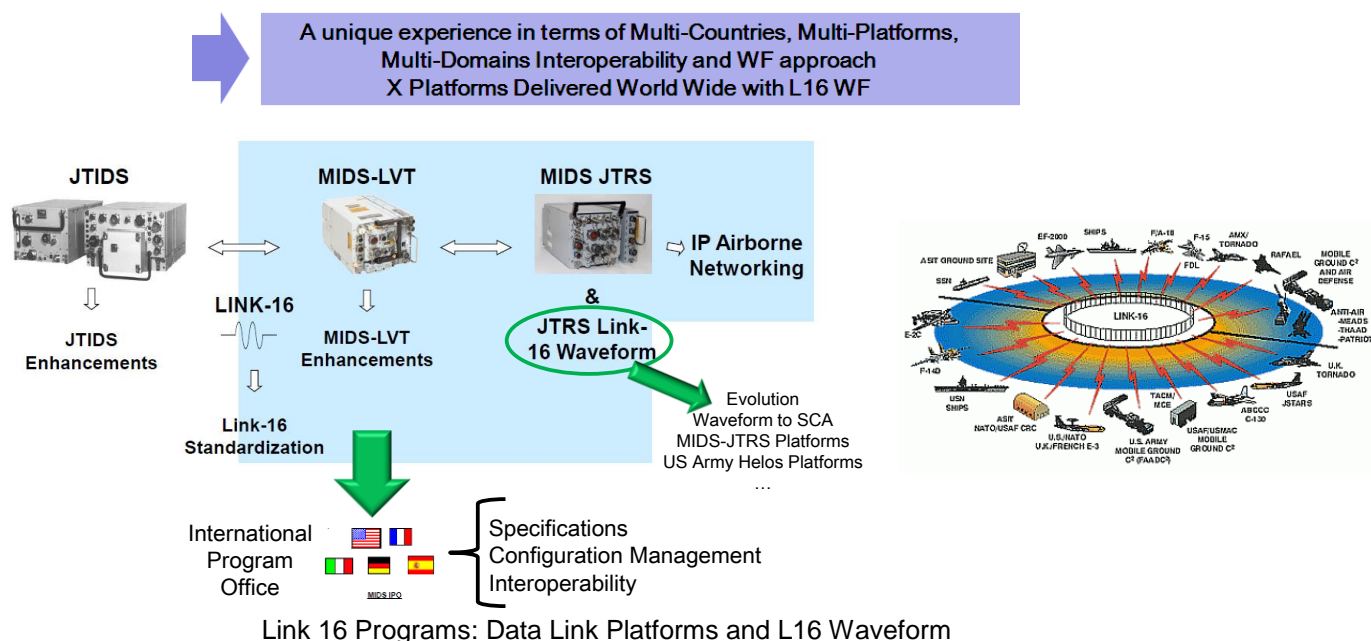 A unique experience in terms of Multi-Countries, Multi-Platforms,
Multi-Domains Interoperability and WF approach
X Platforms Delivered World Wide with L16 WF
JTIDS
MIDS-LVT
MIDS JTRS
IP Airborne
Networking
LINK-16
&
JTRS Link-
16 Waveform
JTIDS
Enhancements
MIDS-LVT
Enhancements
Link-16
Standardization
Evolution
Waveform to SCA
MIDS-JTRS Platforms
US Army Helos Platforms
...
International
Program
Office
MIDS IPO
Specifications
Configuration Management
Interoperability
ASIT GROUND SITE
EF-2000
SHIPS
F/A-18
F-15
FDL
AMX/
TORNADO
RAFAEL
MOBILE
GROUND C²
AND AIR
DEFENSE
SSN
LINK-16
ANTI-AIR
-MEADS
-THAAD
-PATRIOT
E-2C
U.K.
TORNADO
F-14D
USAF
JSTARS
USN
SHIPS
TACM/
MCE
ABCCC
C-130
ASIT
NATO/USAF CRC
U.S./NATO
U.K./FRENCH E-3
U.S. ARMY
MOBILE GROUND
C² (FAADC²)
USAF/USMAC
MOBILE
GROUND C²
Link 16 Programs: Data Link Platforms and L16 Waveform